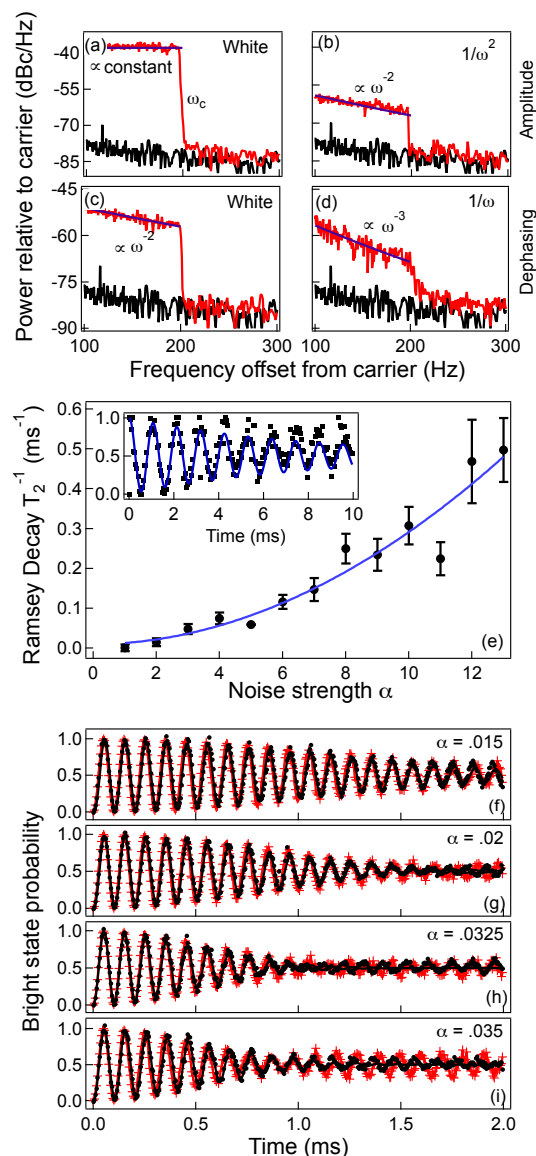 Power relative to carrier (dBc/Hz)
-40
-55
-70
-85
(a)
White
∝ constant
ω_c
(b)
1/ω²
∝ ω⁻²
Amplitude
-45
-60
-75
-90
(c)
White
∝ ω⁻²
(d)
1/ω
∝ ω⁻³
Dephasing
100 200 300
100 200 300
Frequency offset from carrier (Hz)
Ramsey Decay T₂⁻¹ (ms⁻¹)
0.6
0.5
0.4
0.3
0.2
0.1
0.0
1.0
0.5
0.0
0 2 4 6 8 10
Time (ms)
(e)
0 2 4 6 8 10 12
Noise strength α
Bright state probability
1.0
0.5
0.0
α = .015
(f)
1.0
0.5
0.0
α = .02
(g)
1.0
0.5
0.0
α = .0325
(h)
1.0
0.5
0.0
α = .035
(i)
0.0 0.5 1.0 1.5 2.0
Time (ms)